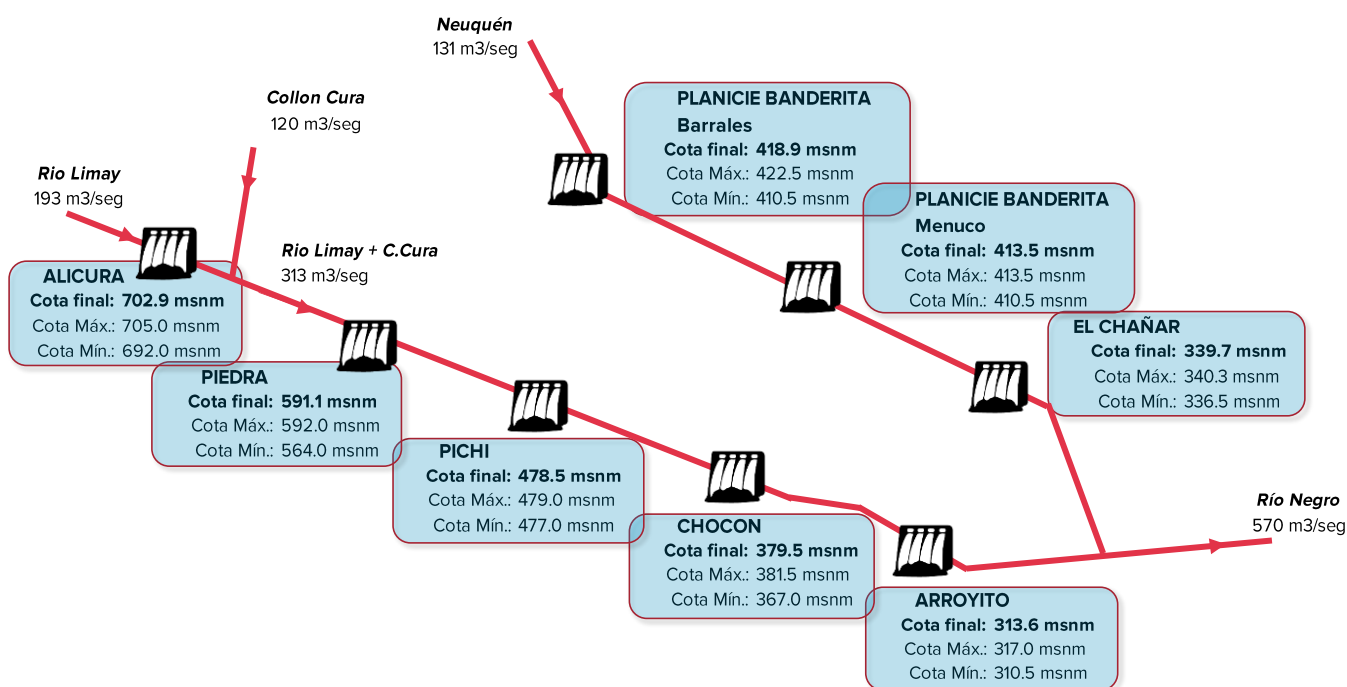 Neuquén
131 m3/seg
Collon Cura
120 m3/seg
Rio Limay
193 m3/seg
Rio Limay + C.Cura
313 m3/seg
PLANICIE BANDERITA
Barrales
Cota final: 418.9 msnm
Cota Máx.: 422.5 msnm
Cota Mín.: 410.5 msnm
PLANICIE BANDERITA
Menuco
Cota final: 413.5 msnm
Cota Máx.: 413.5 msnm
Cota Mín.: 410.5 msnm
ALICURA
Cota final: 702.9 msnm
Cota Máx.: 705.0 msnm
Cota Mín.: 692.0 msnm
EL CHAÑAR
Cota final: 339.7 msnm
Cota Máx.: 340.3 msnm
Cota Mín.: 336.5 msnm
PIEDRA
Cota final: 591.1 msnm
Cota Máx.: 592.0 msnm
Cota Mín.: 564.0 msnm
PICHI
Cota final: 478.5 msnm
Cota Máx.: 479.0 msnm
Cota Mín.: 477.0 msnm
CHOCON
Cota final: 379.5 msnm
Cota Máx.: 381.5 msnm
Cota Mín.: 367.0 msnm
Río Negro
570 m3/seg
ARROYITO
Cota final: 313.6 msnm
Cota Máx.: 317.0 msnm
Cota Mín.: 310.5 msnm